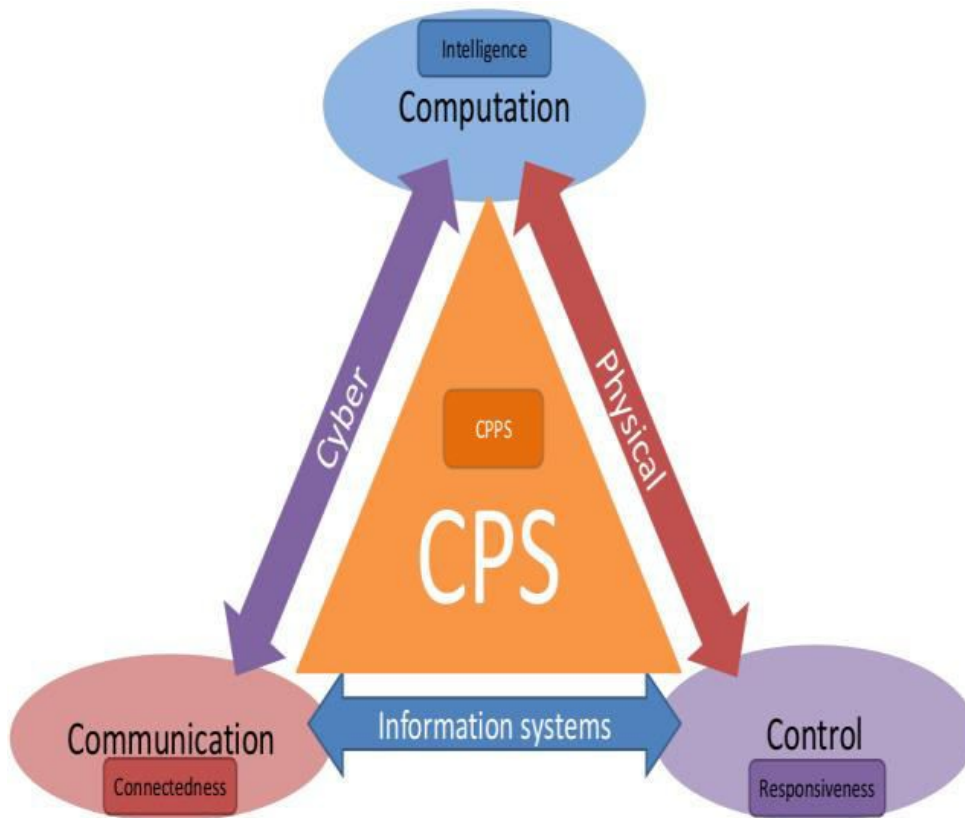 Intelligence
Computation
Cyber
Physical
CPPS
CPS
Information systems
Communication
Connectedness
Control
Responsiveness